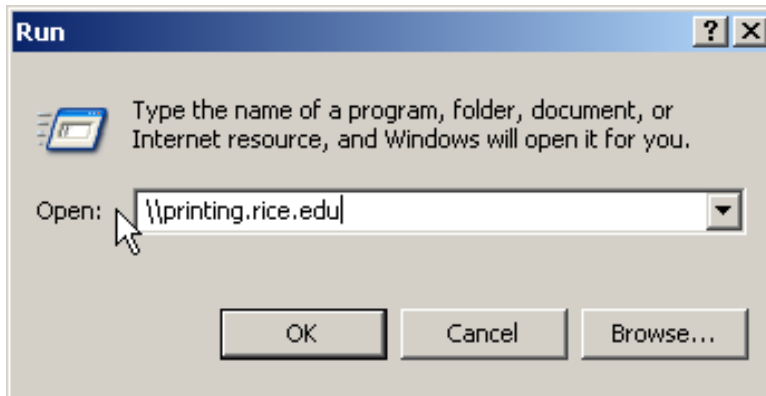 Run
Type the name of a program, folder, document, or
Internet resource, and Windows will open it for you.
Open: \\printing.rice.edu
OK Cancel Browse...